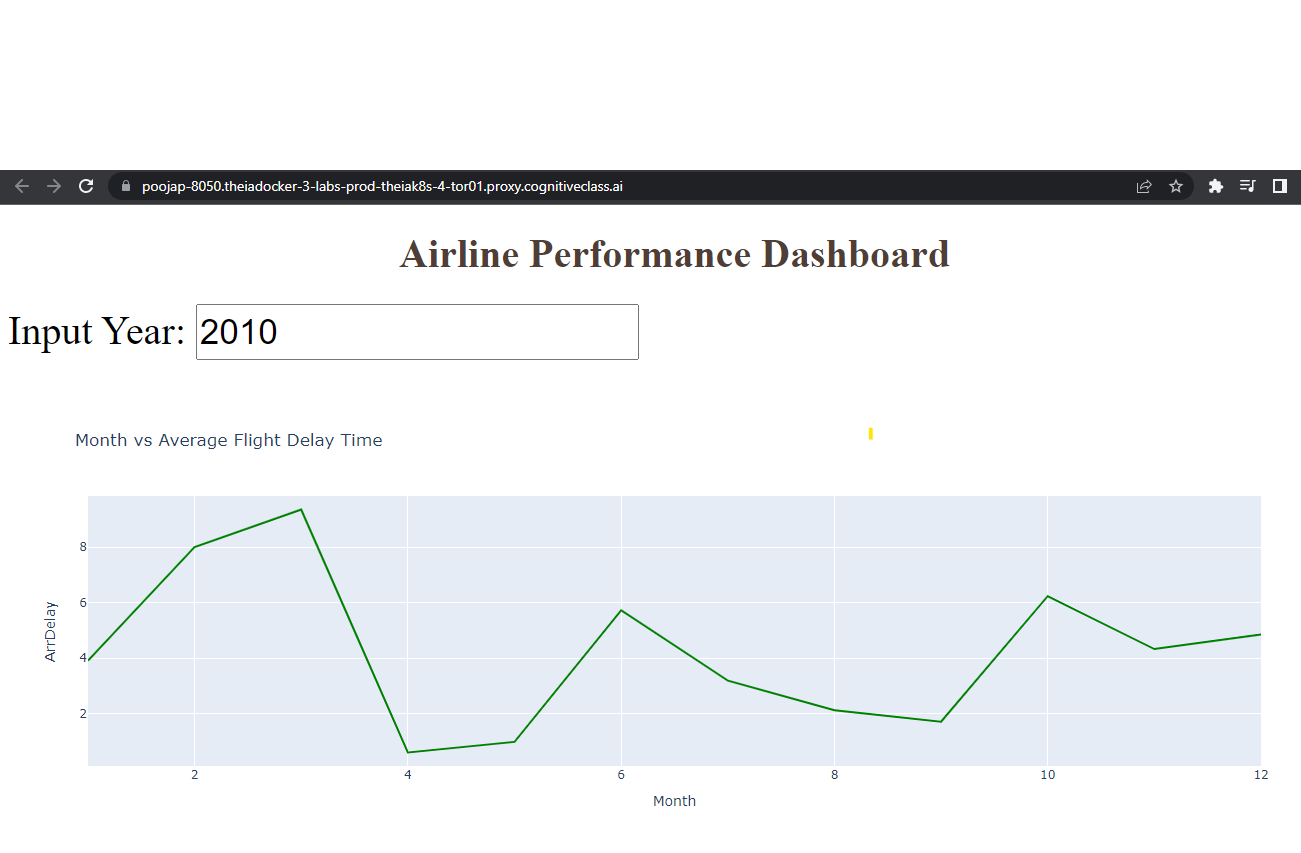 poojap-8050.theiadocker-3-labs-prod-theiak8s-4-tor01.proxy.cognitiveclass.ai
Airline Performance Dashboard
Input Year: 2010
Month vs Average Flight Delay Time
8
6
4
2
ArrDelay
2 4 6 8 10 12
Month